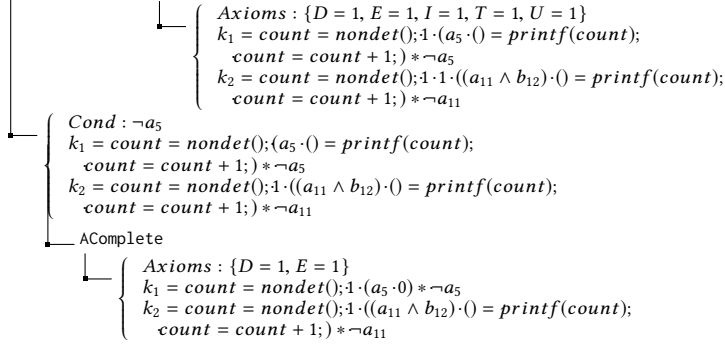 Axioms : {D = 1, E = 1, I = 1, T = 1, U = 1}
k₁ = count = nondet();·1·(a₅·() = printf(count);
·count = count + 1;) ∗·¬a₅
k₂ = count = nondet();·1·1·((a₁₁ ∧ b₁₂)·() = printf(count);
·count = count + 1;) ∗·¬a₁₁
Cond : ¬a₅
k₁ = count = nondet();·(a₅·() = printf(count);
·count = count + 1;) ∗·¬a₅
k₂ = count = nondet();·1·((a₁₁ ∧ b₁₂)·() = printf(count);
·count = count + 1;) ∗·¬a₁₁
AComplete
Axioms : {D = 1, E = 1}
k₁ = count = nondet();·1·(a₅·0) ∗·¬a₅
k₂ = count = nondet();·1·((a₁₁ ∧ b₁₂)·() = printf(count);
·count = count + 1;) ∗·¬a₁₁